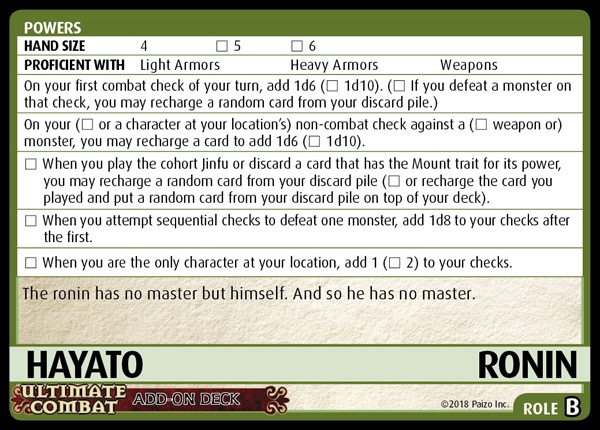 POWERS
HAND SIZE 4 ☐ 5 ☐ 6
PROFICIENT WITH Light Armors Heavy Armors Weapons
On your first combat check of your turn, add 1d6 (☐ 1d10). (☐ If you defeat a monster on
that check, you may recharge a random card from your discard pile.)
On your (☐ or a character at your location's) non-combat check against a (☐ weapon or)
monster, you may recharge a card to add 1d6 (☐ 1d10).
☐ When you play the cohort Jinfu or discard a card that has the Mount trait for its power,
you may recharge a random card from your discard pile (☐ or recharge the card you
played and put a random card from your discard pile on top of your deck).
☐ When you attempt sequential checks to defeat one monster, add 1d8 to your checks after
the first.
☐ When you are the only character at your location, add 1 (☐ 2) to your checks.
The ronin has no master but himself. And so he has no master.
HAYATO RONIN
ULTIMATE COMBAT ADD-ON DECK
©2018 Paizo Inc. ROLE B